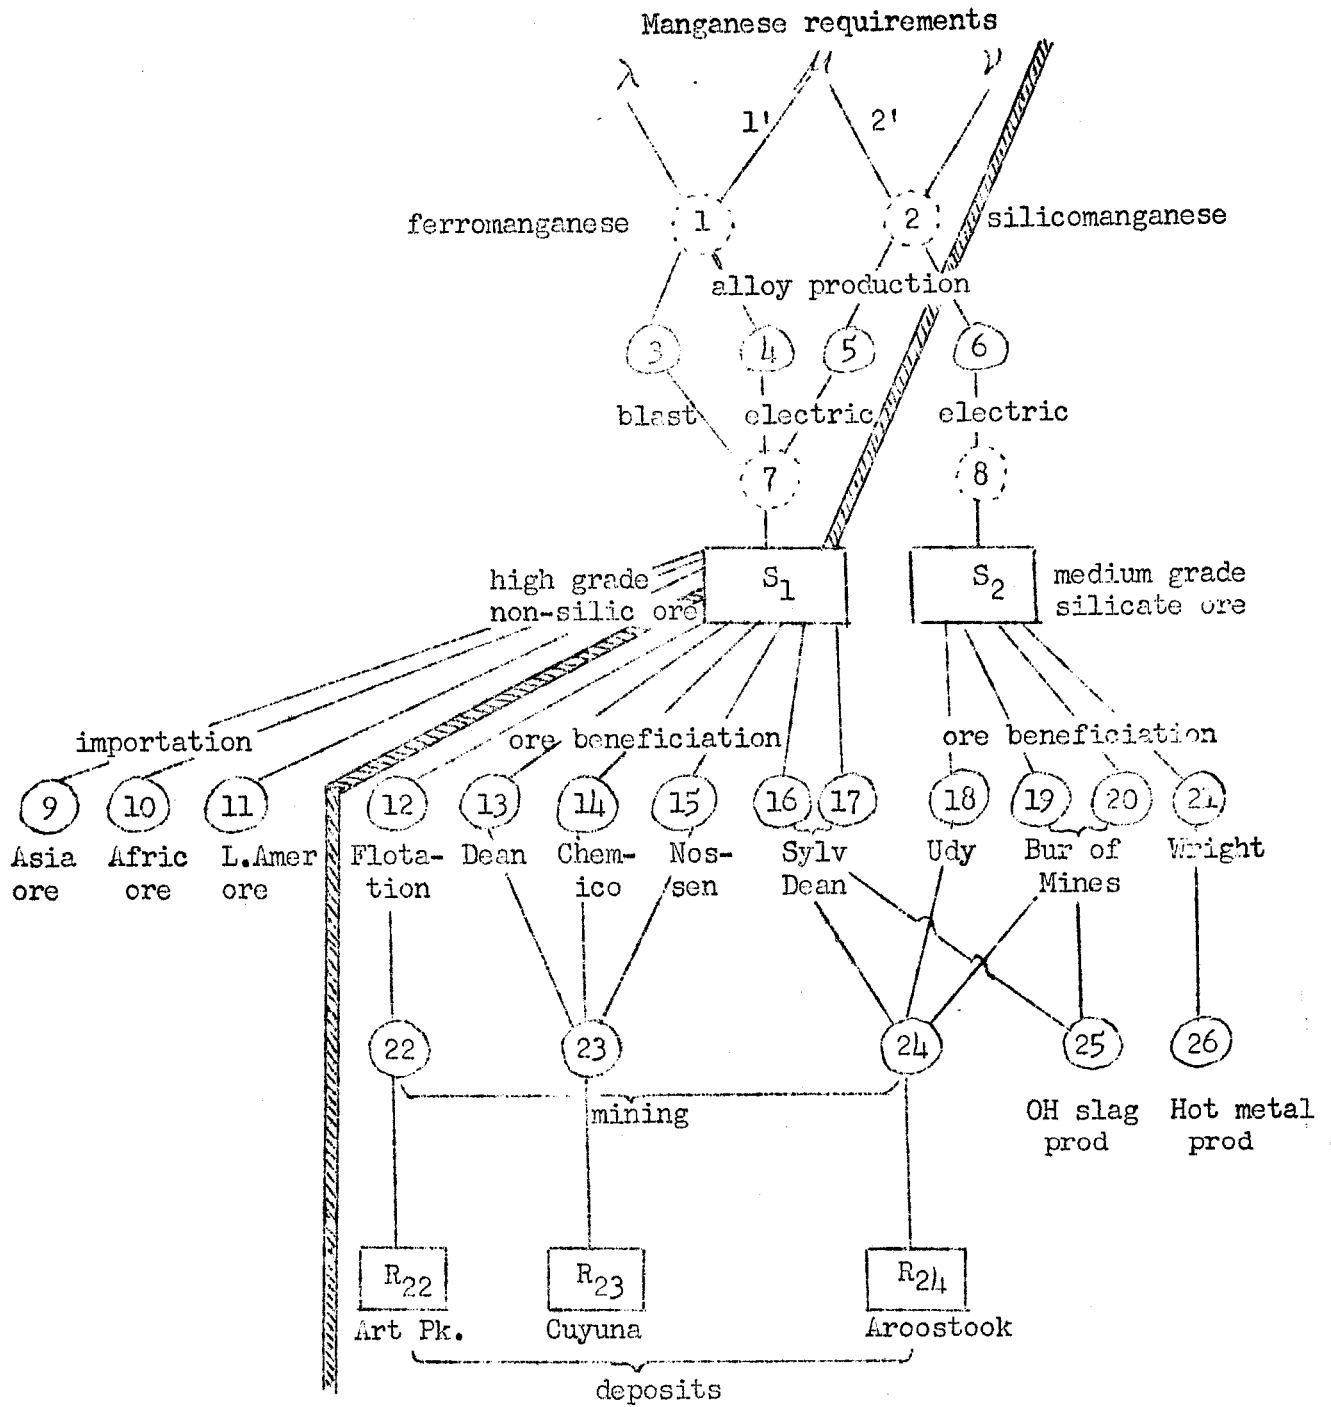 Manganese requirements
λ μ ν
1' 2'
ferromanganese 1 2 silicomanganese
alloy production
3 4 5 6
blast electric electric
7 8
S1 S2
high grade medium grade
non-silic ore silicate ore
importation ore beneficiation ore beneficiation
9 10 11 12 13 14 15 16 17 18 19 20 21
Asia Afric L.Amer Flota- Dean Chem- Nos- Sylv Udy Bur of Wright
ore ore ore tion ico sen Dean Mines
22 23 24 25 26
mining
OH slag Hot metal
prod prod
R22 R23 R24
Art Pk. Cuyuna Aroostook
deposits